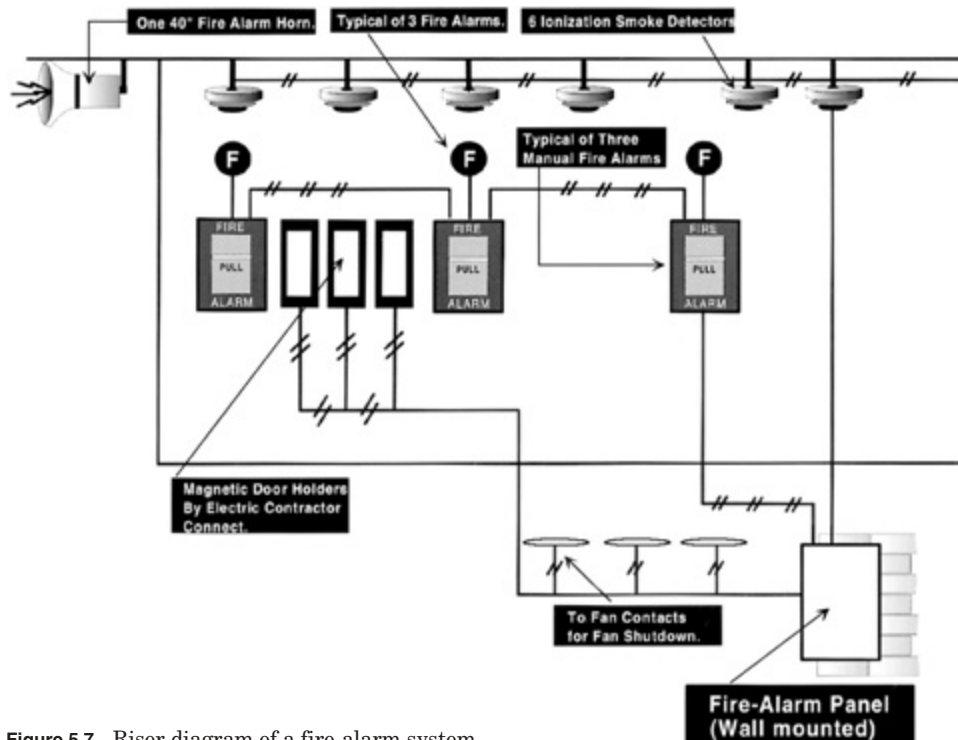 One 40" Fire Alarm Horn.
Typical of 3 Fire Alarms.
6 Ionization Smoke Detectors
Typical of Three
Manual Fire Alarms
F
F
F
FIRE
PULL
ALARM
FIRE
PULL
ALARM
FIRE
PULL
ALARM
Magnetic Door Holders
By Electric Contractor
Connect.
To Fan Contacts
for Fan Shutdown.
Fire-Alarm Panel
(Wall mounted)
Figure 5.7 Riser diagram of a fire-alarm system